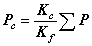 P_c = \frac{K_c}{K_f} \sum P